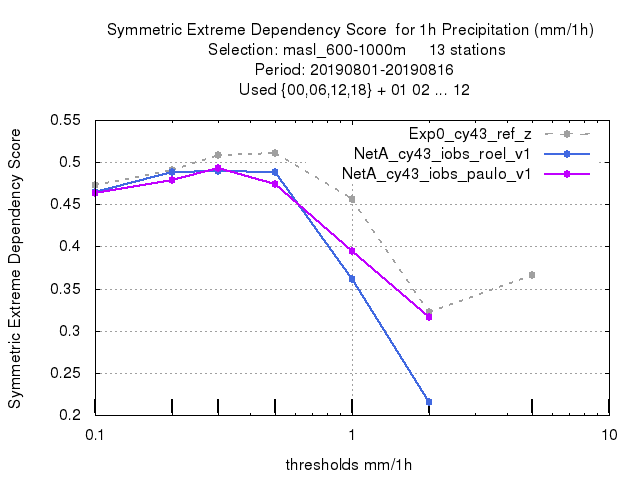 Symmetric Extreme Dependency Score  for 1h Precipitation (mm/1h)
Selection: masl_600-1000m     13 stations
Period: 20190801-20190816
Used {00,06,12,18} + 01 02 ... 12
Exp0_cy43_ref_z
NetA_cy43_iobs_roel_v1
NetA_cy43_iobs_paulo_v1
Symmetric Extreme Dependency Score
0.55
0.5
0.45
0.4
0.35
0.3
0.25
0.2
0.1 1 10
thresholds mm/1h